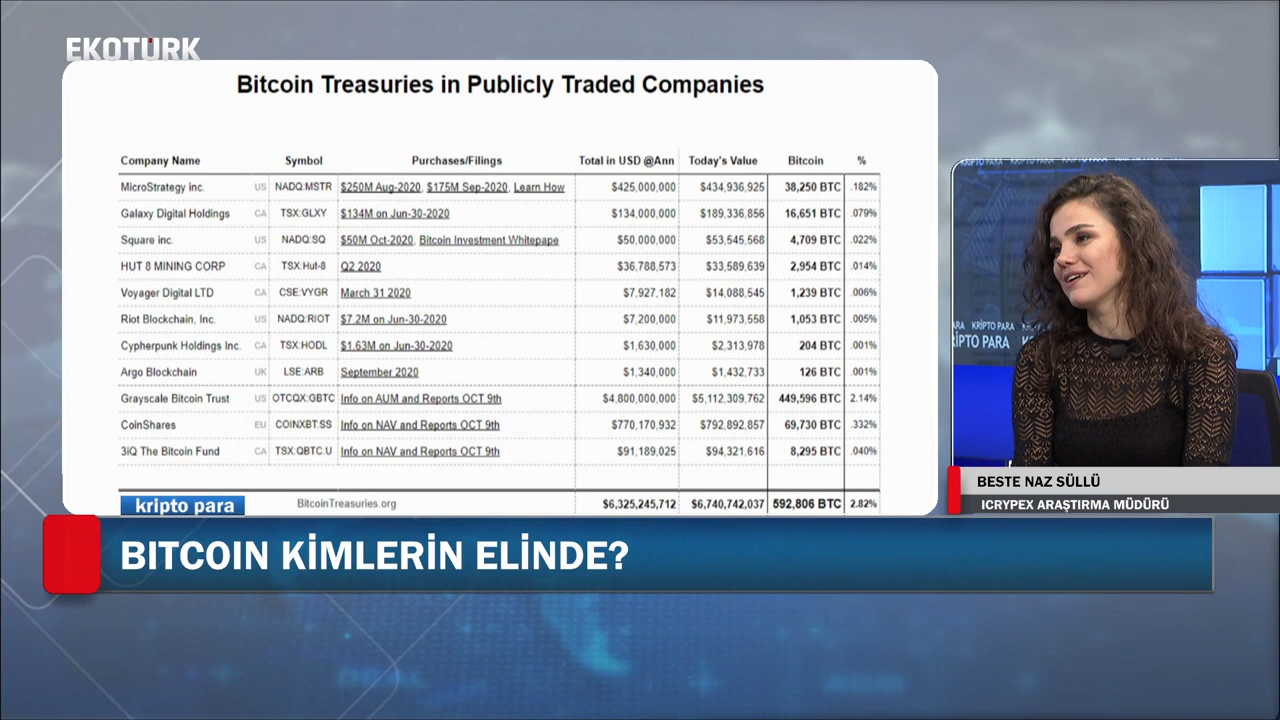 EKOTÜRK
Bitcoin Treasuries in Publicly Traded Companies
Company Name Symbol Purchases/Filings Total in USD @Ann Today's Value Bitcoin %
MicroStrategy inc. US NADQ:MSTR $250M Aug-2020, $175M Sep-2020, Learn How $425,000,000 $434,936,925 38,250 BTC .182%
Galaxy Digital Holdings CA TSX:GLXY $134M on Jun-30-2020 $134,000,000 $189,336,856 16,651 BTC .079%
Square inc. US NADQ:SQ $50M Oct-2020, Bitcoin Investment Whitepape $50,000,000 $53,545,568 4,709 BTC .022%
HUT 8 MINING CORP CA TSX:Hut-8 Q2 2020 $36,788,573 $33,589,639 2,954 BTC .014%
Voyager Digital LTD CA CSE:VYGR March 31 2020 $7,927,182 $14,088,545 1,239 BTC .006%
Riot Blockchain, Inc. US NADQ:RIOT $7.2M on Jun-30-2020 $7,200,000 $11,973,558 1,053 BTC .005%
Cypherpunk Holdings Inc. CA TSX:HODL $1.63M on Jun-30-2020 $1,630,000 $2,313,978 204 BTC .001%
Argo Blockchain UK LSE:ARB September 2020 $1,340,000 $1,432,733 126 BTC .001%
Grayscale Bitcoin Trust US OTCQX:GBTC Info on AUM and Reports OCT 9th $4,800,000,000 $5,112,309,762 449,596 BTC 2.14%
CoinShares EU COINXBT:SS Info on NAV and Reports OCT 9th $770,170,932 $792,892,857 69,730 BTC .332%
3iQ The Bitcoin Fund CA TSX:QBTC.U Info on NAV and Reports OCT 9th $91,189,025 $94,321,616 8,295 BTC .040%
kripto para BitcoinTreasuries.org $6,325,245,712 $6,740,742,037 592,806 BTC 2.82%
KRİPTO PARA
BESTE NAZ SÜLLÜ
ICRYPEX ARAŞTIRMA MÜDÜRÜ
BITCOIN KİMLERİN ELİNDE?